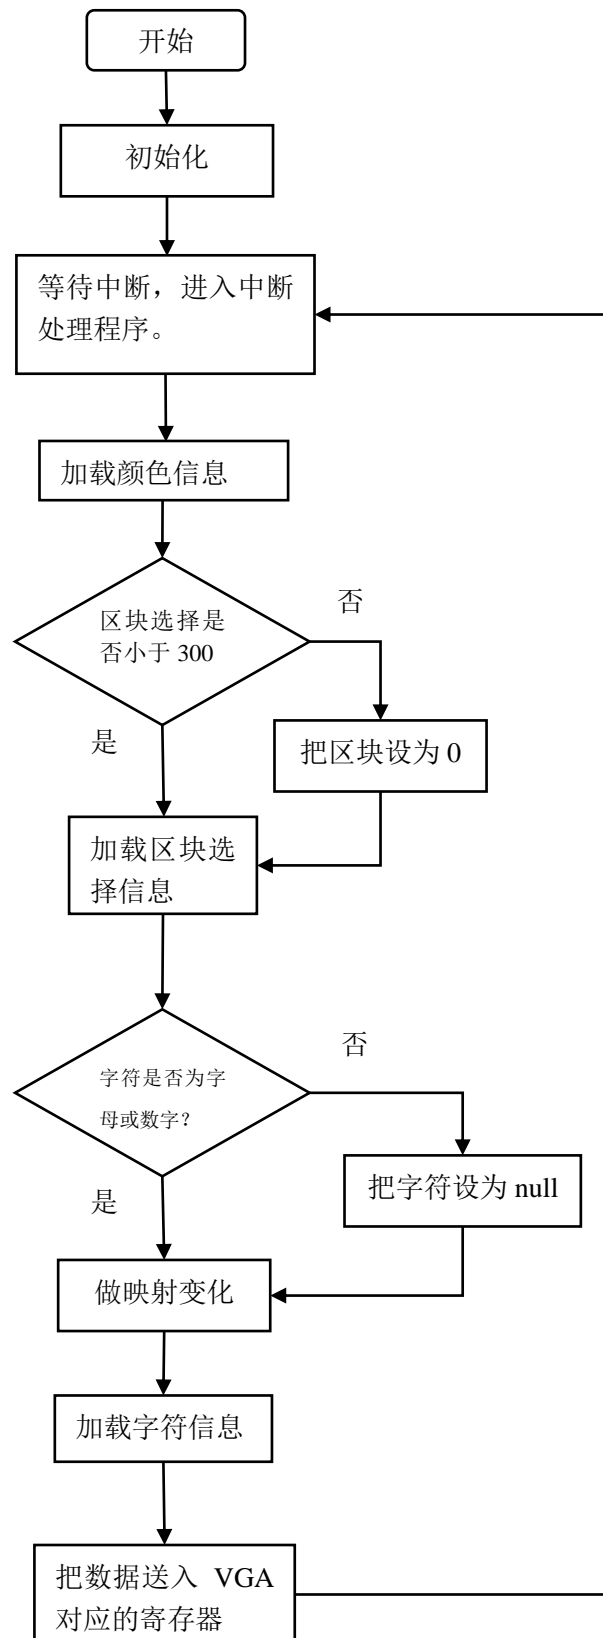 开始
初始化
等待中断，进入中断
处理程序。
加载颜色信息
区块选择是
否小于 300
否
是
把区块设为 0
加载区块选
择信息
字符是否为字
母或数字？
否
是
把字符设为 null
做映射变化
加载字符信息
把数据送入 VGA
对应的寄存器